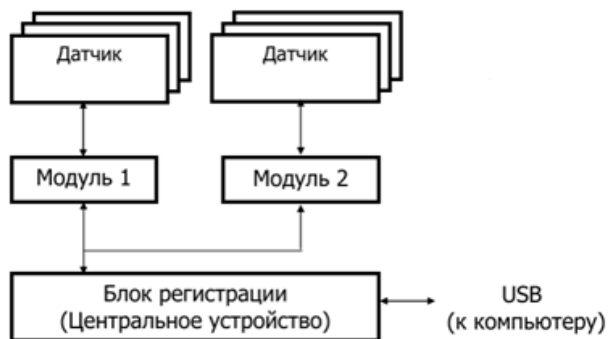 Датчик
Датчик
Модуль 1
Модуль 2
Блок регистрации
(Центральное устройство)
USB
(к компьютеру)